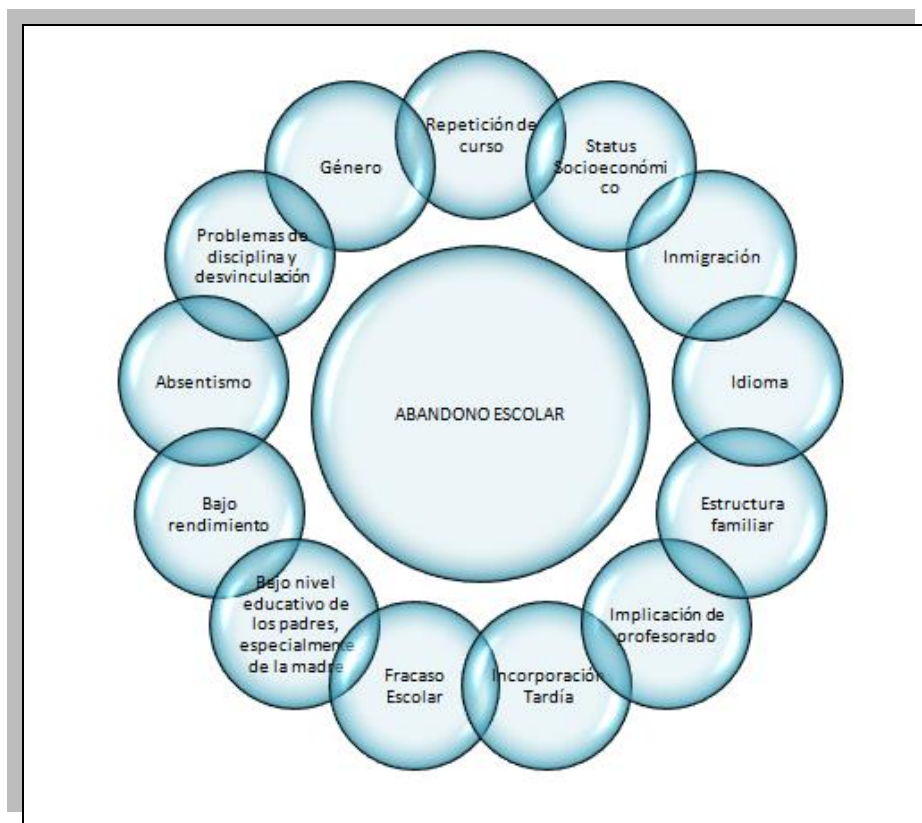 Repetición de
curso
Status
Socioeconómi
co
Inmigración
Idioma
Estructura
familiar
Implicación de
profesorado
Incorporación
Tardía
Fracaso
Escolar
Bajo nivel
educativo de
los padres,
especialmente
de la madre
Bajo
rendimiento
Absentismo
Problemas de
disciplina y
desvinculación
Género
ABANDONO ESCOLAR